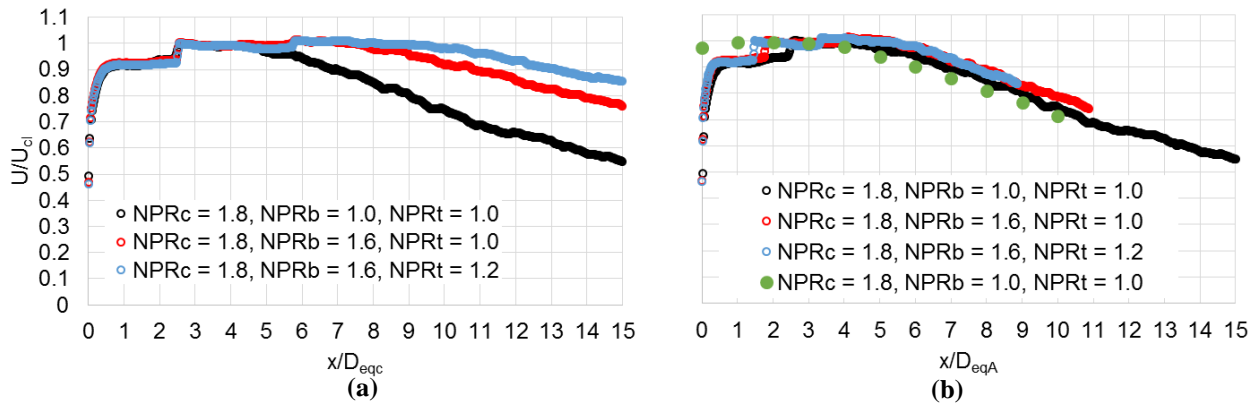 1.1
1
0.9
0.8
0.7
0.6
0.5
0.4
0.3
0.2
0.1
0
U/U_cl
NPRc = 1.8, NPRb = 1.0, NPRt = 1.0
NPRc = 1.8, NPRb = 1.6, NPRt = 1.0
NPRc = 1.8, NPRb = 1.6, NPRt = 1.2
0 1 2 3 4 5 6 7 8 9 10 11 12 13 14 15
x/D_eqc
(a)
NPRc = 1.8, NPRb = 1.0, NPRt = 1.0
NPRc = 1.8, NPRb = 1.6, NPRt = 1.0
NPRc = 1.8, NPRb = 1.6, NPRt = 1.2
NPRc = 1.8, NPRb = 1.0, NPRt = 1.0
0 1 2 3 4 5 6 7 8 9 10 11 12 13 14 15
x/D_eqA
(b)